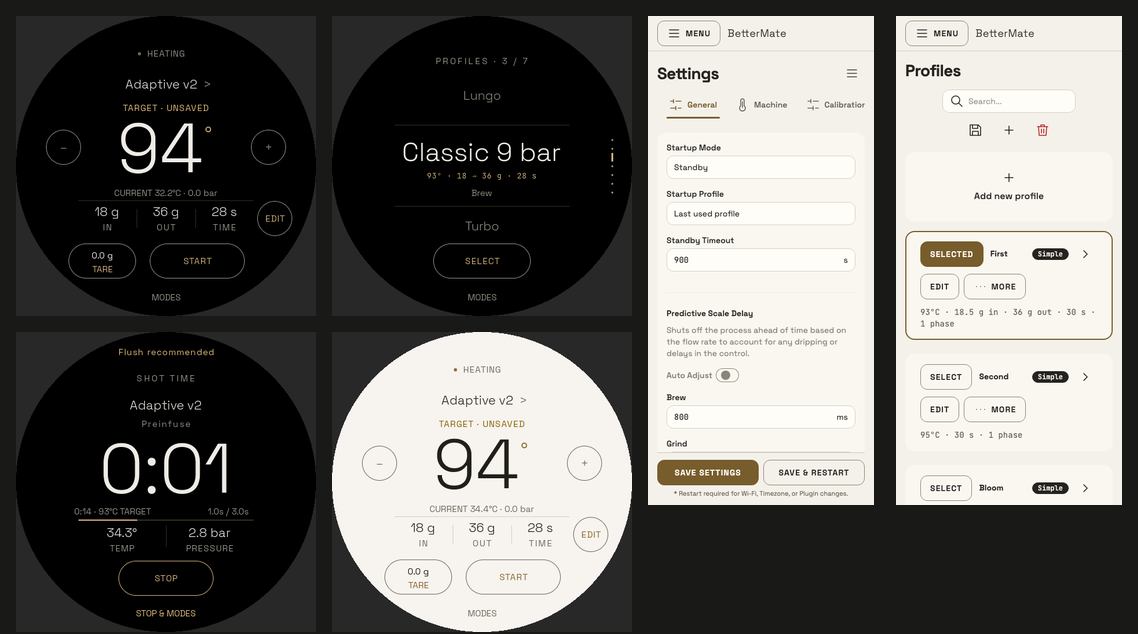 HEATING
Adaptive v2 >
TARGET · UNSAVED
94°
−
+
CURRENT 32.2°C · 0.0 bar
18 g
36 g
28 s
IN
OUT
TIME
EDIT
0.0 g
TARE
START
MODES
PROFILES · 3 / 7
Lungo
Classic 9 bar
93° · 18 → 36 g · 28 s
Brew
Turbo
SELECT
MODES
Flush recommended
SHOT TIME
Adaptive v2
Preinfuse
0:01
0:14 · 93°C TARGET
1.0s / 3.0s
34.3°
2.8 bar
TEMP
PRESSURE
STOP
STOP & MODES
HEATING
Adaptive v2 >
TARGET · UNSAVED
94°
−
+
CURRENT 34.4°C · 0.0 bar
18 g
36 g
28 s
IN
OUT
TIME
EDIT
0.0 g
TARE
START
MODES
MENU
BetterMate
Settings
General
Machine
Calibration
Startup Mode
Standby
Startup Profile
Last used profile
Standby Timeout
900
s
Predictive Scale Delay
Shuts off the process ahead of time based on
the flow rate to account for any dripping or
delays in the control.
Auto Adjust
Brew
800
ms
Grind
SAVE SETTINGS
SAVE & RESTART
* Restart required for Wi-Fi, Timezone, or Plugin changes.
MENU
BetterMate
Profiles
Search...
+
Add new profile
SELECTED
First
Simple
EDIT
··· MORE
93°C · 18.5 g in · 36 g out · 30 s ·
1 phase
SELECT
Second
Simple
EDIT
··· MORE
95°C · 30 s · 1 phase
SELECT
Bloom
Simple